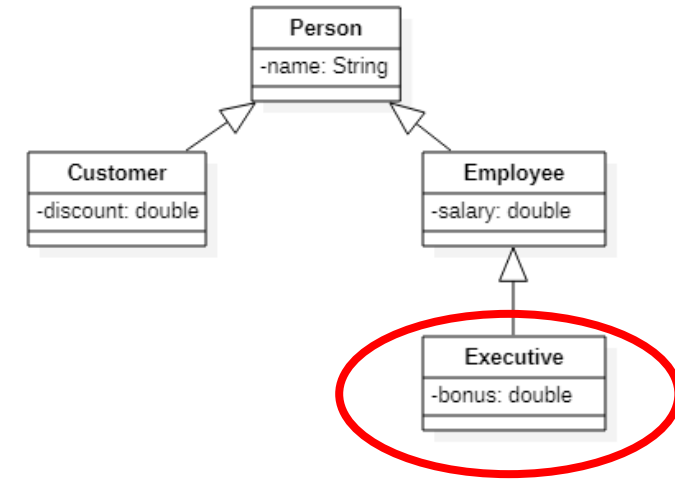 Person
-name: String
Customer
-discount: double
Employee
-salary: double
Executive
-bonus: double